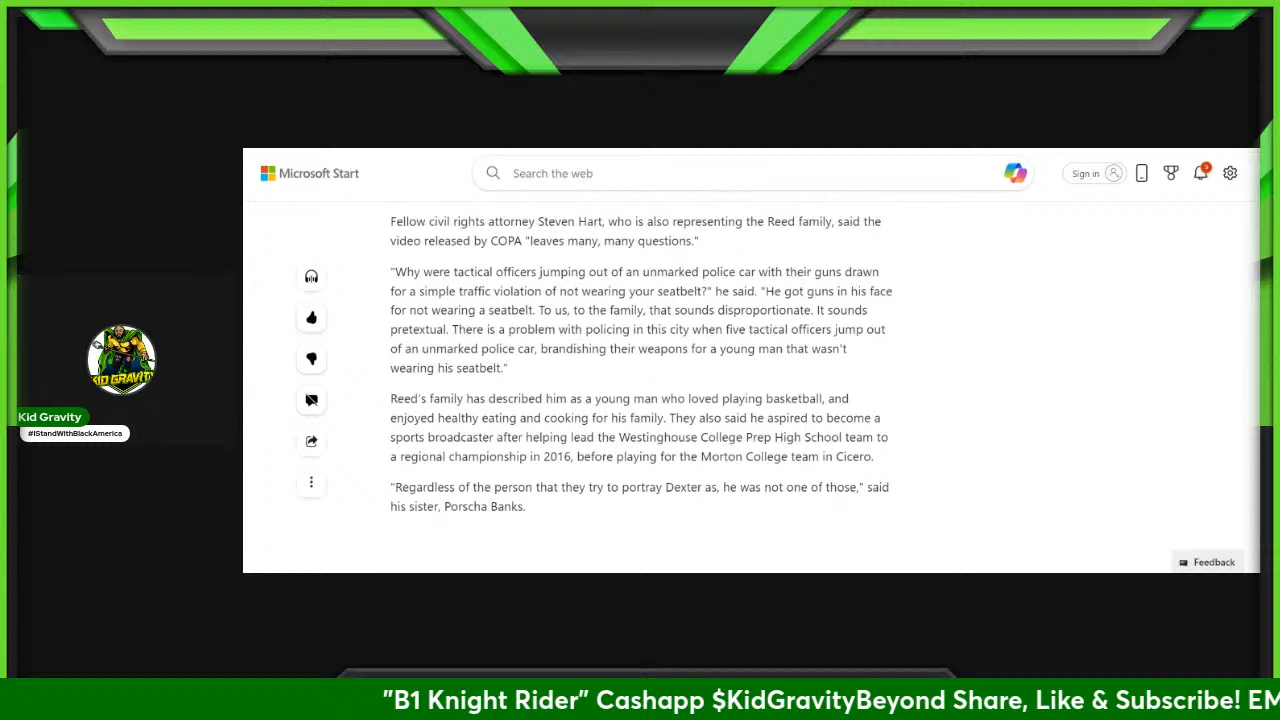 Microsoft Start
Search the web
Sign in
5
Fellow civil rights attorney Steven Hart, who is also representing the Reed family, said the
video released by COPA "leaves many, many questions."
"Why were tactical officers jumping out of an unmarked police car with their guns drawn
for a simple traffic violation of not wearing your seatbelt?" he said. "He got guns in his face
for not wearing a seatbelt. To us, to the family, that sounds disproportionate. It sounds
pretextual. There is a problem with policing in this city when five tactical officers jump out
of an unmarked police car, brandishing their weapons for a young man that wasn't
wearing his seatbelt."
Reed's family has described him as a young man who loved playing basketball, and
enjoyed healthy eating and cooking for his family. They also said he aspired to become a
sports broadcaster after helping lead the Westinghouse College Prep High School team to
a regional championship in 2016, before playing for the Morton College team in Cicero.
"Regardless of the person that they try to portray Dexter as, he was not one of those," said
his sister, Porscha Banks.
Feedback
KID GRAVITY
Kid Gravity
#IStandWithBlackAmerica
"B1 Knight Rider" Cashapp $KidGravityBeyond Share, Like & Subscribe! EM